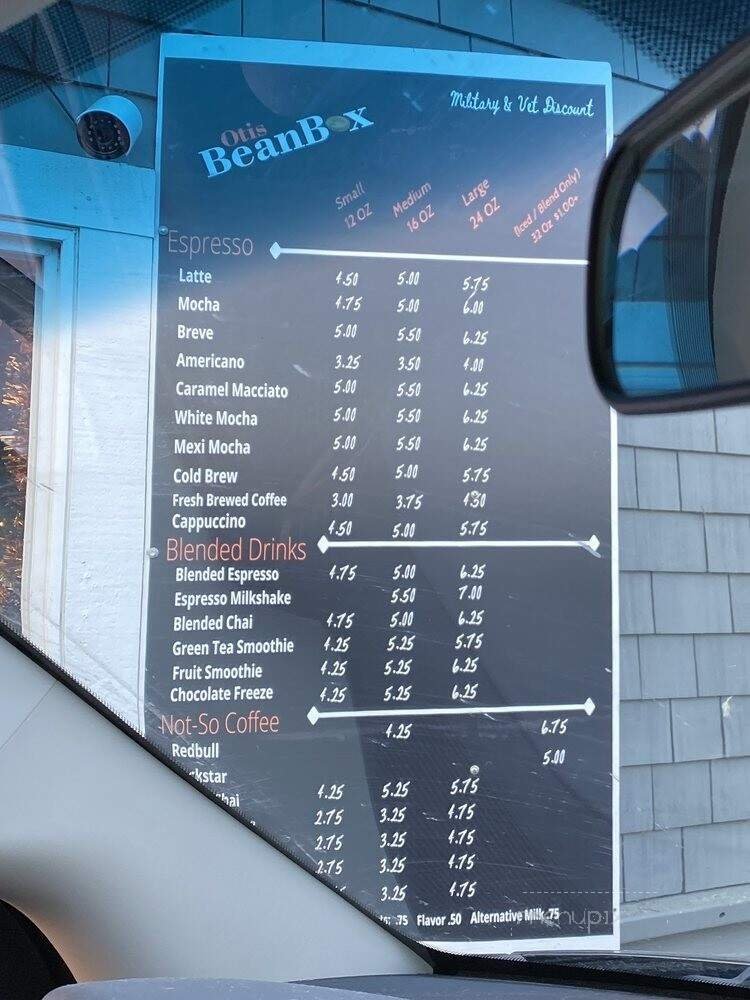 Otis
BeanBox
Military & Vet Discount
Small 12 OZ Medium 16 OZ Large 24 OZ (Iced / Blend Only) 32 Oz $1.00+
Espresso
Latte 4.50 5.00 5.75
Mocha 4.75 5.00 6.00
Breve 5.00 5.50 6.25
Americano 3.25 3.50 4.00
Caramel Macciato 5.00 5.50 6.25
White Mocha 5.00 5.50 6.25
Mexi Mocha 5.00 5.50 6.25
Cold Brew 4.50 5.00 5.75
Fresh Brewed Coffee 3.00 3.75 4.50
Cappuccino 4.50 5.00 5.75
Blended Drinks
Blended Espresso 4.75 5.00 6.25
Espresso Milkshake 5.50 7.00
Blended Chai 4.75 5.00 6.25
Green Tea Smoothie 4.25 5.25 5.75
Fruit Smoothie 4.25 5.25 6.25
Chocolate Freeze 4.25 5.25 6.25
Not-So Coffee
Redbull 4.25 6.75
kstar 5.00
hai 4.25 5.25 5.75
2.75 3.25 4.75
2.75 3.25 4.75
2.75 3.25 4.75
3.25 4.75
.75 Flavor .50 Alternative Milk .75